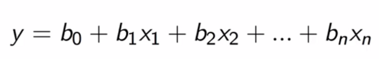 y = b₀ + b₁x₁ + b₂x₂ + ... + bₙxₙ